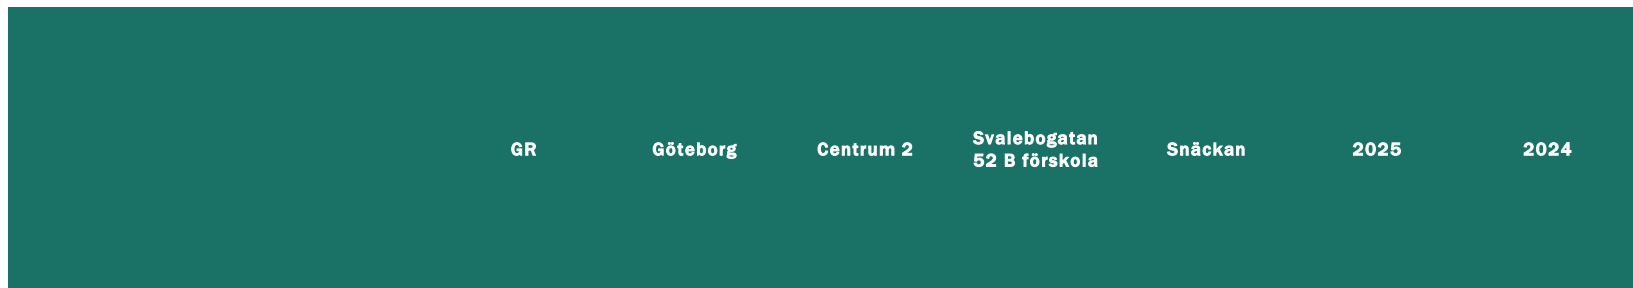 GR
Göteborg
Centrum 2
Svalebogatan
52 B förskola
Snäckan
2025
2024